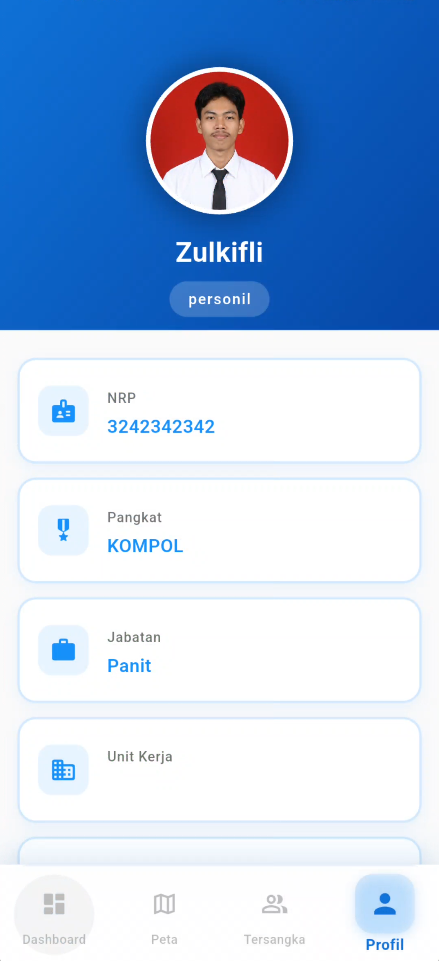 Zulkifli
personil
NRP
3242342342
Pangkat
KOMPOL
Jabatan
Panit
Unit Kerja
Dashboard
Peta
Tersangka
Profil